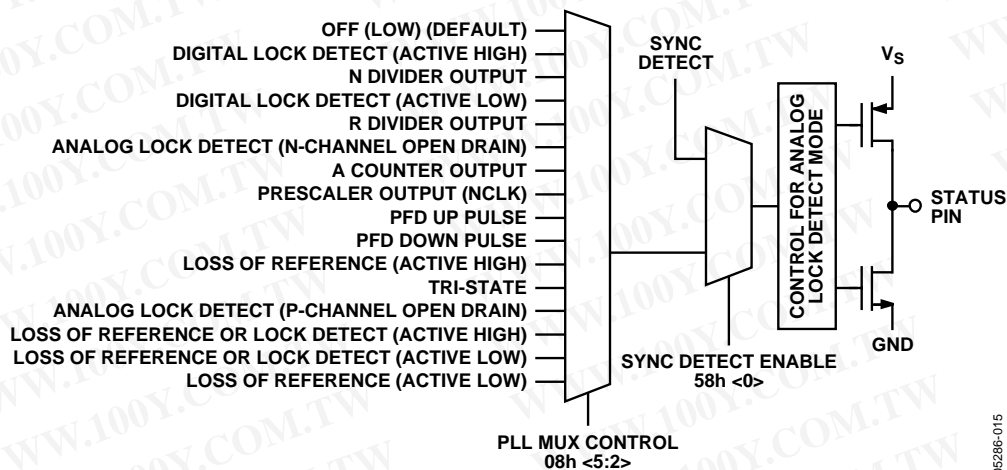 OFF (LOW) (DEFAULT)
DIGITAL LOCK DETECT (ACTIVE HIGH)
N DIVIDER OUTPUT
DIGITAL LOCK DETECT (ACTIVE LOW)
R DIVIDER OUTPUT
ANALOG LOCK DETECT (N-CHANNEL OPEN DRAIN)
A COUNTER OUTPUT
PRESCALER OUTPUT (NCLK)
PFD UP PULSE
PFD DOWN PULSE
LOSS OF REFERENCE (ACTIVE HIGH)
TRI-STATE
ANALOG LOCK DETECT (P-CHANNEL OPEN DRAIN)
LOSS OF REFERENCE OR LOCK DETECT (ACTIVE HIGH)
LOSS OF REFERENCE OR LOCK DETECT (ACTIVE LOW)
LOSS OF REFERENCE (ACTIVE LOW)
PLL MUX CONTROL
08h <5:2>
SYNC
DETECT
SYNC DETECT ENABLE
58h <0>
CONTROL FOR ANALOG
LOCK DETECT MODE
VS
STATUS
PIN
GND
05286-015
WWW.100Y.COM.TW